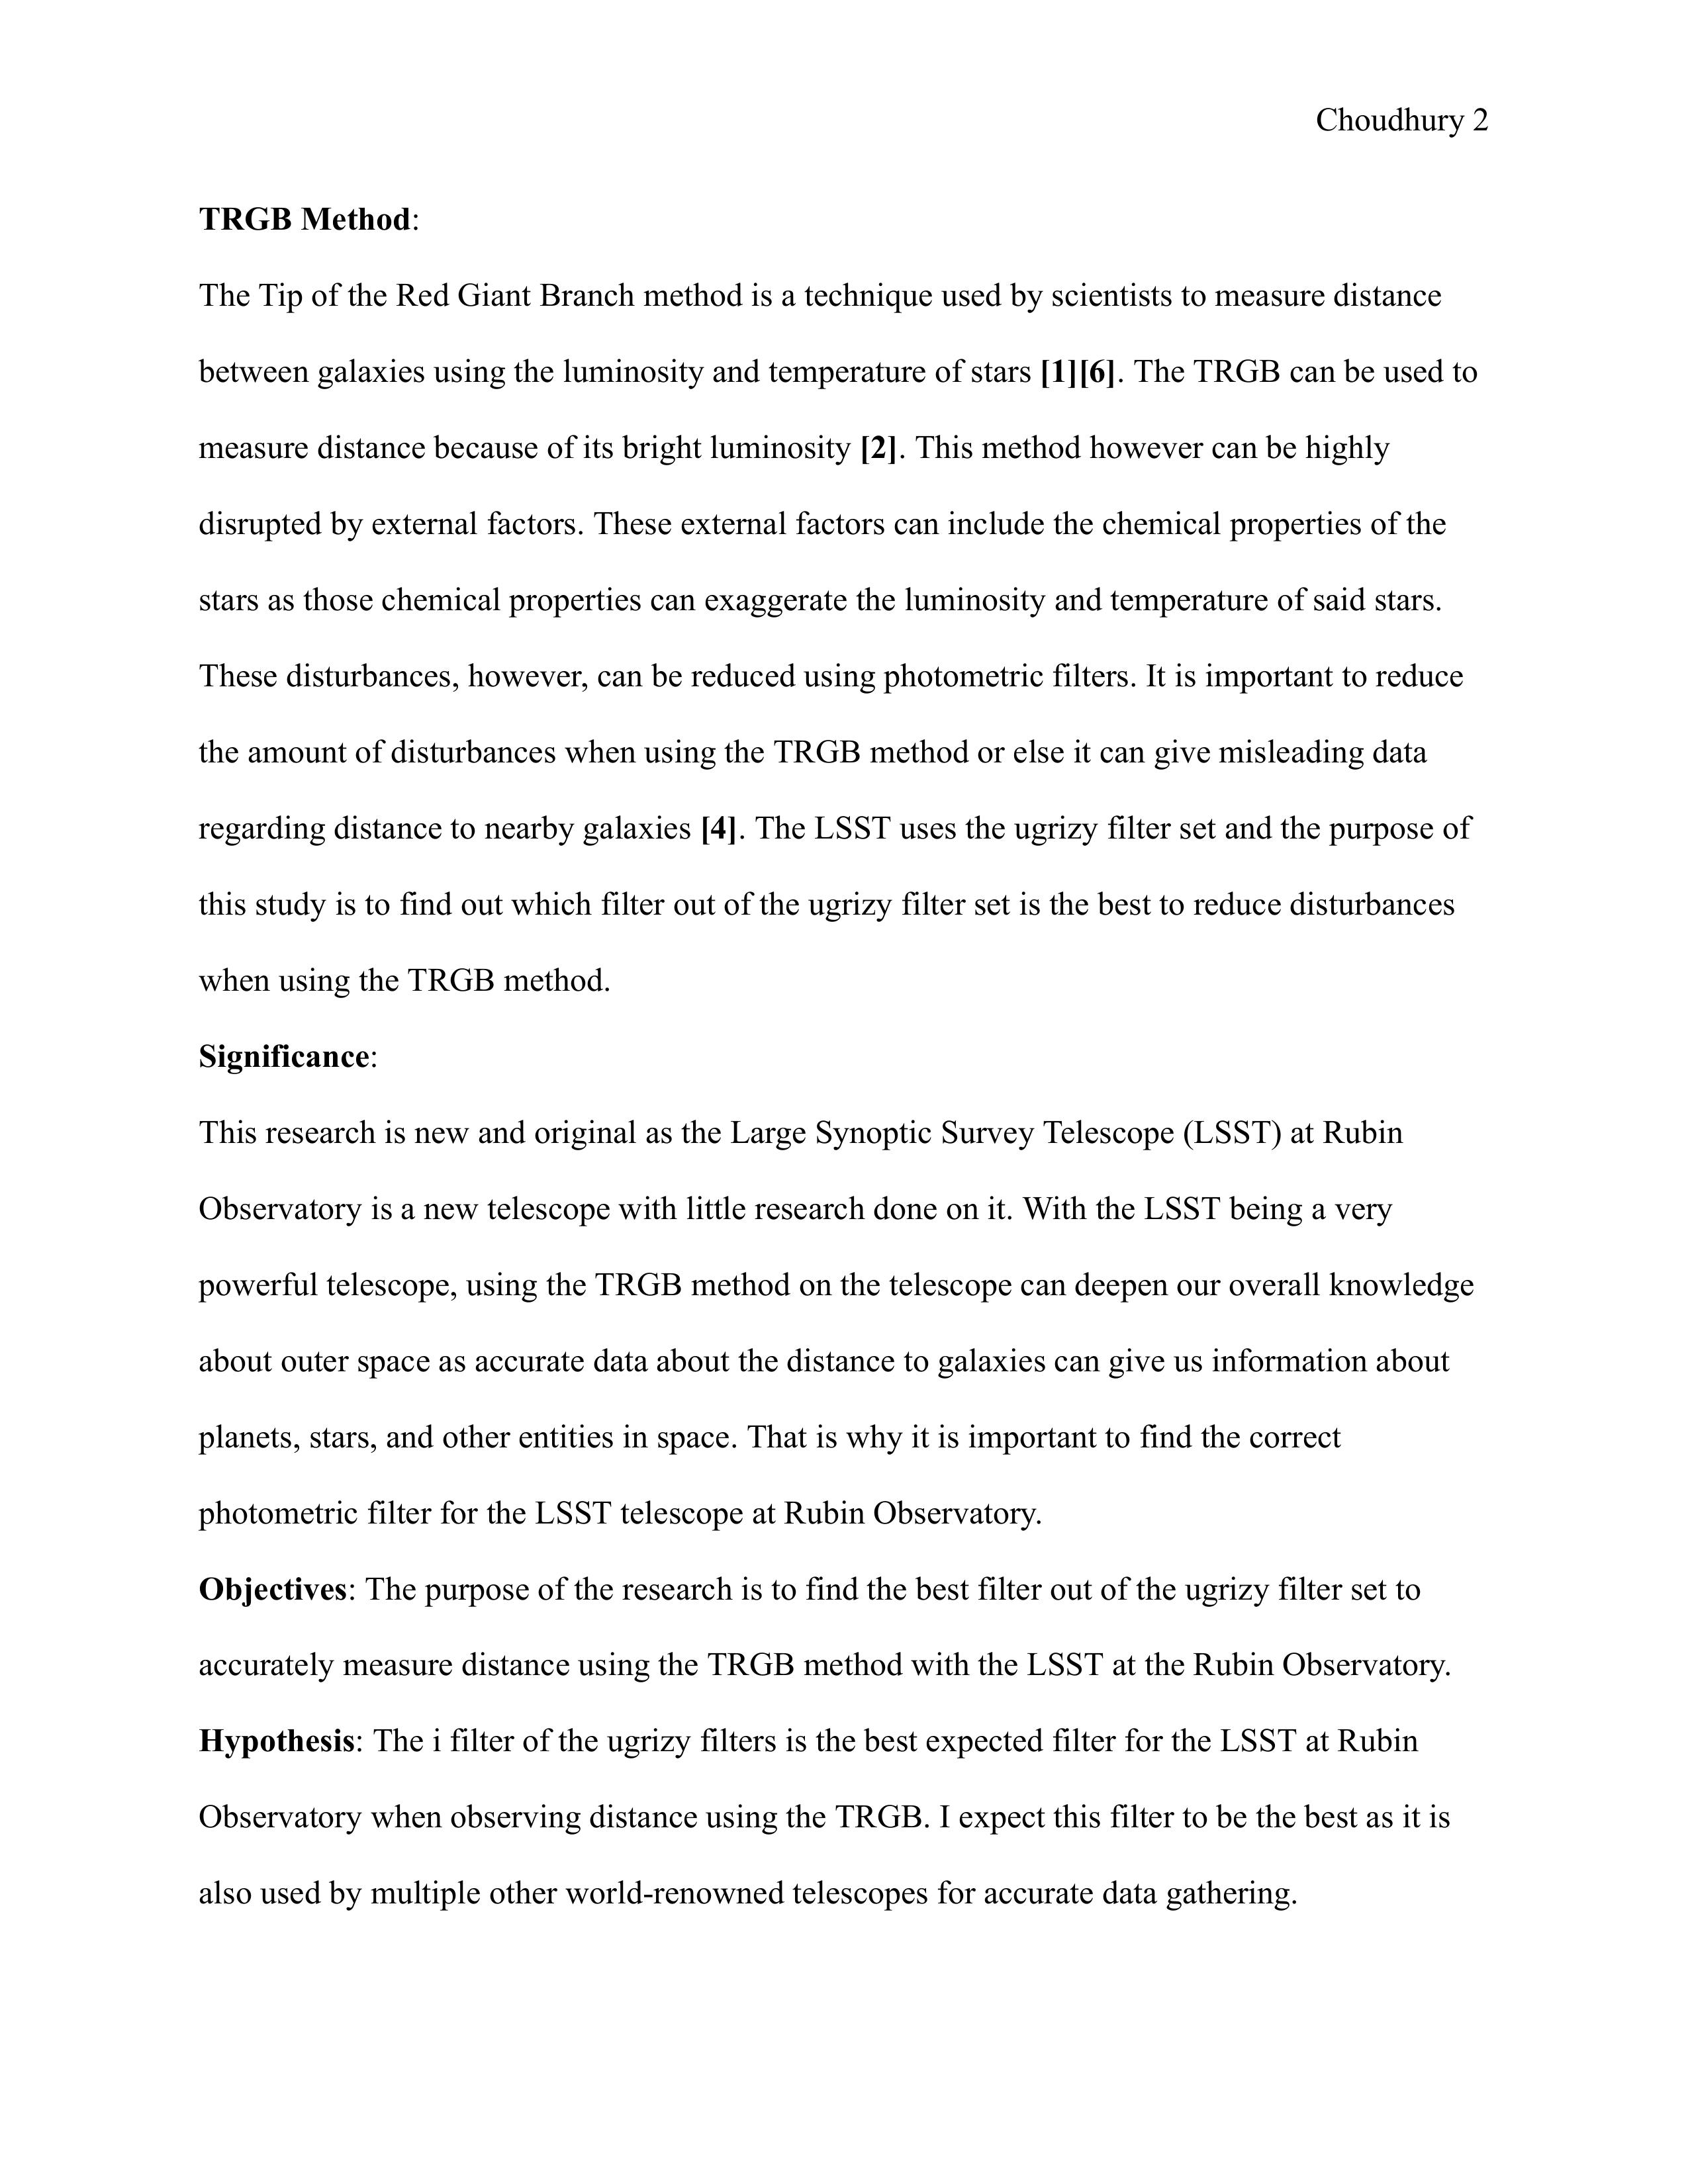 Choudhury 2
TRGB Method:
The Tip of the Red Giant Branch method is a technique used by scientists to measure distance
between galaxies using the luminosity and temperature of stars [1][6]. The TRGB can be used to
measure distance because of its bright luminosity [2]. This method however can be highly
disrupted by external factors. These external factors can include the chemical properties of the
stars as those chemical properties can exaggerate the luminosity and temperature of said stars.
These disturbances, however, can be reduced using photometric filters. It is important to reduce
the amount of disturbances when using the TRGB method or else it can give misleading data
regarding distance to nearby galaxies [4]. The LSST uses the ugrizy filter set and the purpose of
this study is to find out which filter out of the ugrizy filter set is the best to reduce disturbances
when using the TRGB method.
Significance:
This research is new and original as the Large Synoptic Survey Telescope (LSST) at Rubin
Observatory is a new telescope with little research done on it. With the LSST being a very
powerful telescope, using the TRGB method on the telescope can deepen our overall knowledge
about outer space as accurate data about the distance to galaxies can give us information about
planets, stars, and other entities in space. That is why it is important to find the correct
photometric filter for the LSST telescope at Rubin Observatory.
Objectives: The purpose of the research is to find the best filter out of the ugrizy filter set to
accurately measure distance using the TRGB method with the LSST at the Rubin Observatory.
Hypothesis: The i filter of the ugrizy filters is the best expected filter for the LSST at Rubin
Observatory when observing distance using the TRGB. I expect this filter to be the best as it is
also used by multiple other world-renowned telescopes for accurate data gathering.